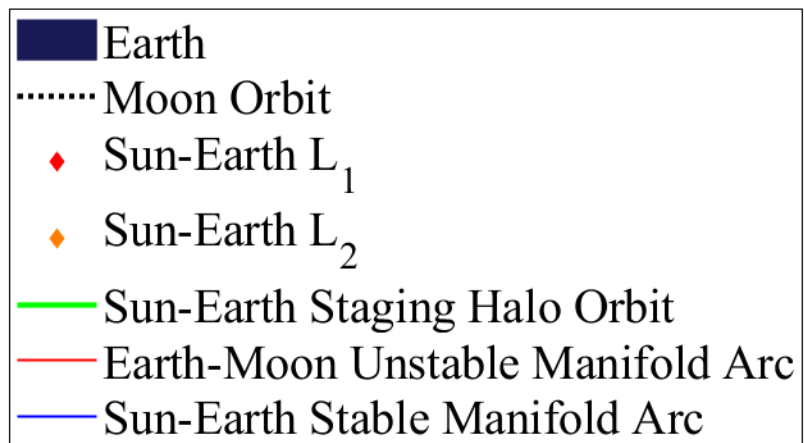 Earth
Moon Orbit
Sun-Earth L₁
Sun-Earth L₂
Sun-Earth Staging Halo Orbit
Earth-Moon Unstable Manifold Arc
Sun-Earth Stable Manifold Arc